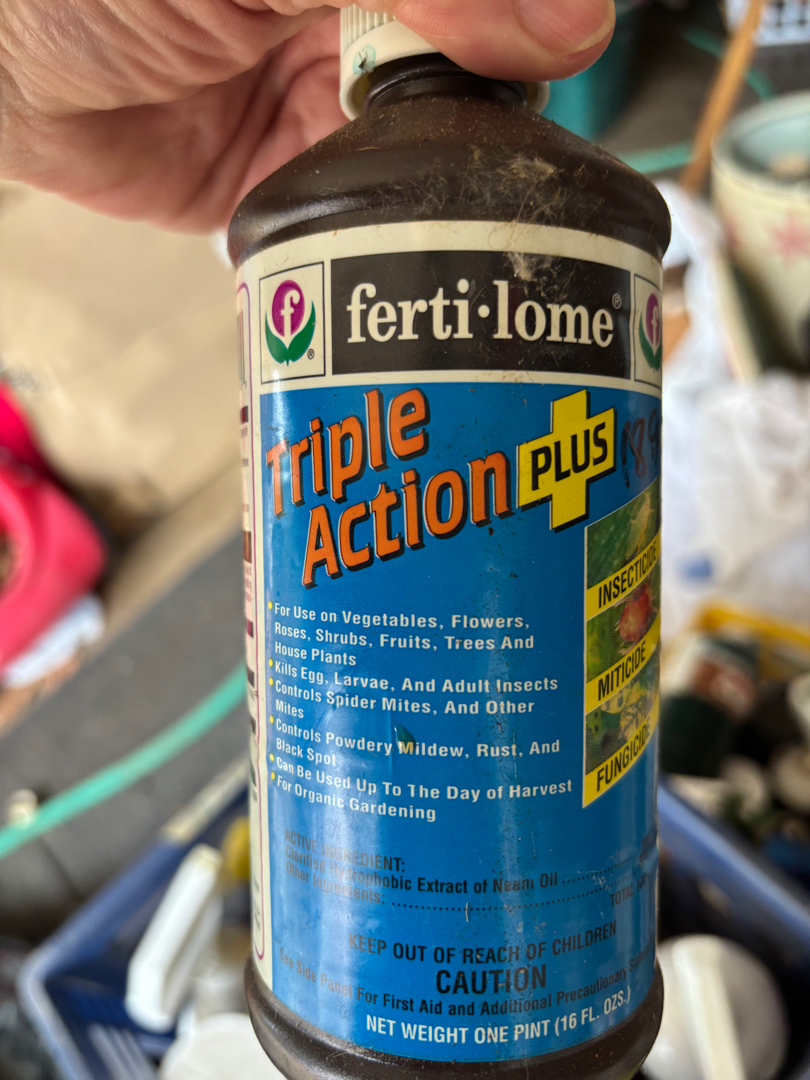 ferti·lome®
Triple
Action
PLUS
INSECTICIDE
MITICIDE
FUNGICIDE
• For Use on Vegetables, Flowers,
Roses, Shrubs, Fruits, Trees And
House Plants
• Kills Egg, Larvae, And Adult Insects
• Controls Spider Mites, And Other
Mites
• Controls Powdery Mildew, Rust, And
Black Spot
• Can Be Used Up To The Day of Harvest
• For Organic Gardening
ACTIVE INGREDIENT:
Clarified Hydrophobic Extract of Neem Oil
Other Ingredients:
TOTAL
KEEP OUT OF REACH OF CHILDREN
CAUTION
See Side Panel For First Aid and Additional Precautionary
NET WEIGHT ONE PINT (16 FL. OZS.)